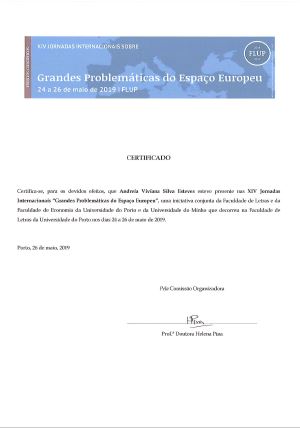 XIV JORNADAS INTERNACIONAIS SOBRE
Grandes Problemáticas do Espaço Europeu
24 a 26 de maio de 2019 | FLUP
FLUP
CERTIFICADO
Certifica-se, para os devidos efeitos, que Andreia Viviana Silva Esteves esteve presente nas XIV Jornadas
Internacionais "Grandes Problemáticas do Espaço Europeu", uma iniciativa conjunta da Faculdade de Letras e da
Faculdade de Economia da Universidade do Porto e da Universidade do Minho que decorreu na Faculdade de
Letras da Universidade do Porto nos dias 24 a 26 de maio de 2019.
Porto, 26 de maio, 2019
Pela Comissão Organizadora
Prof.ª Doutora Helena Pina